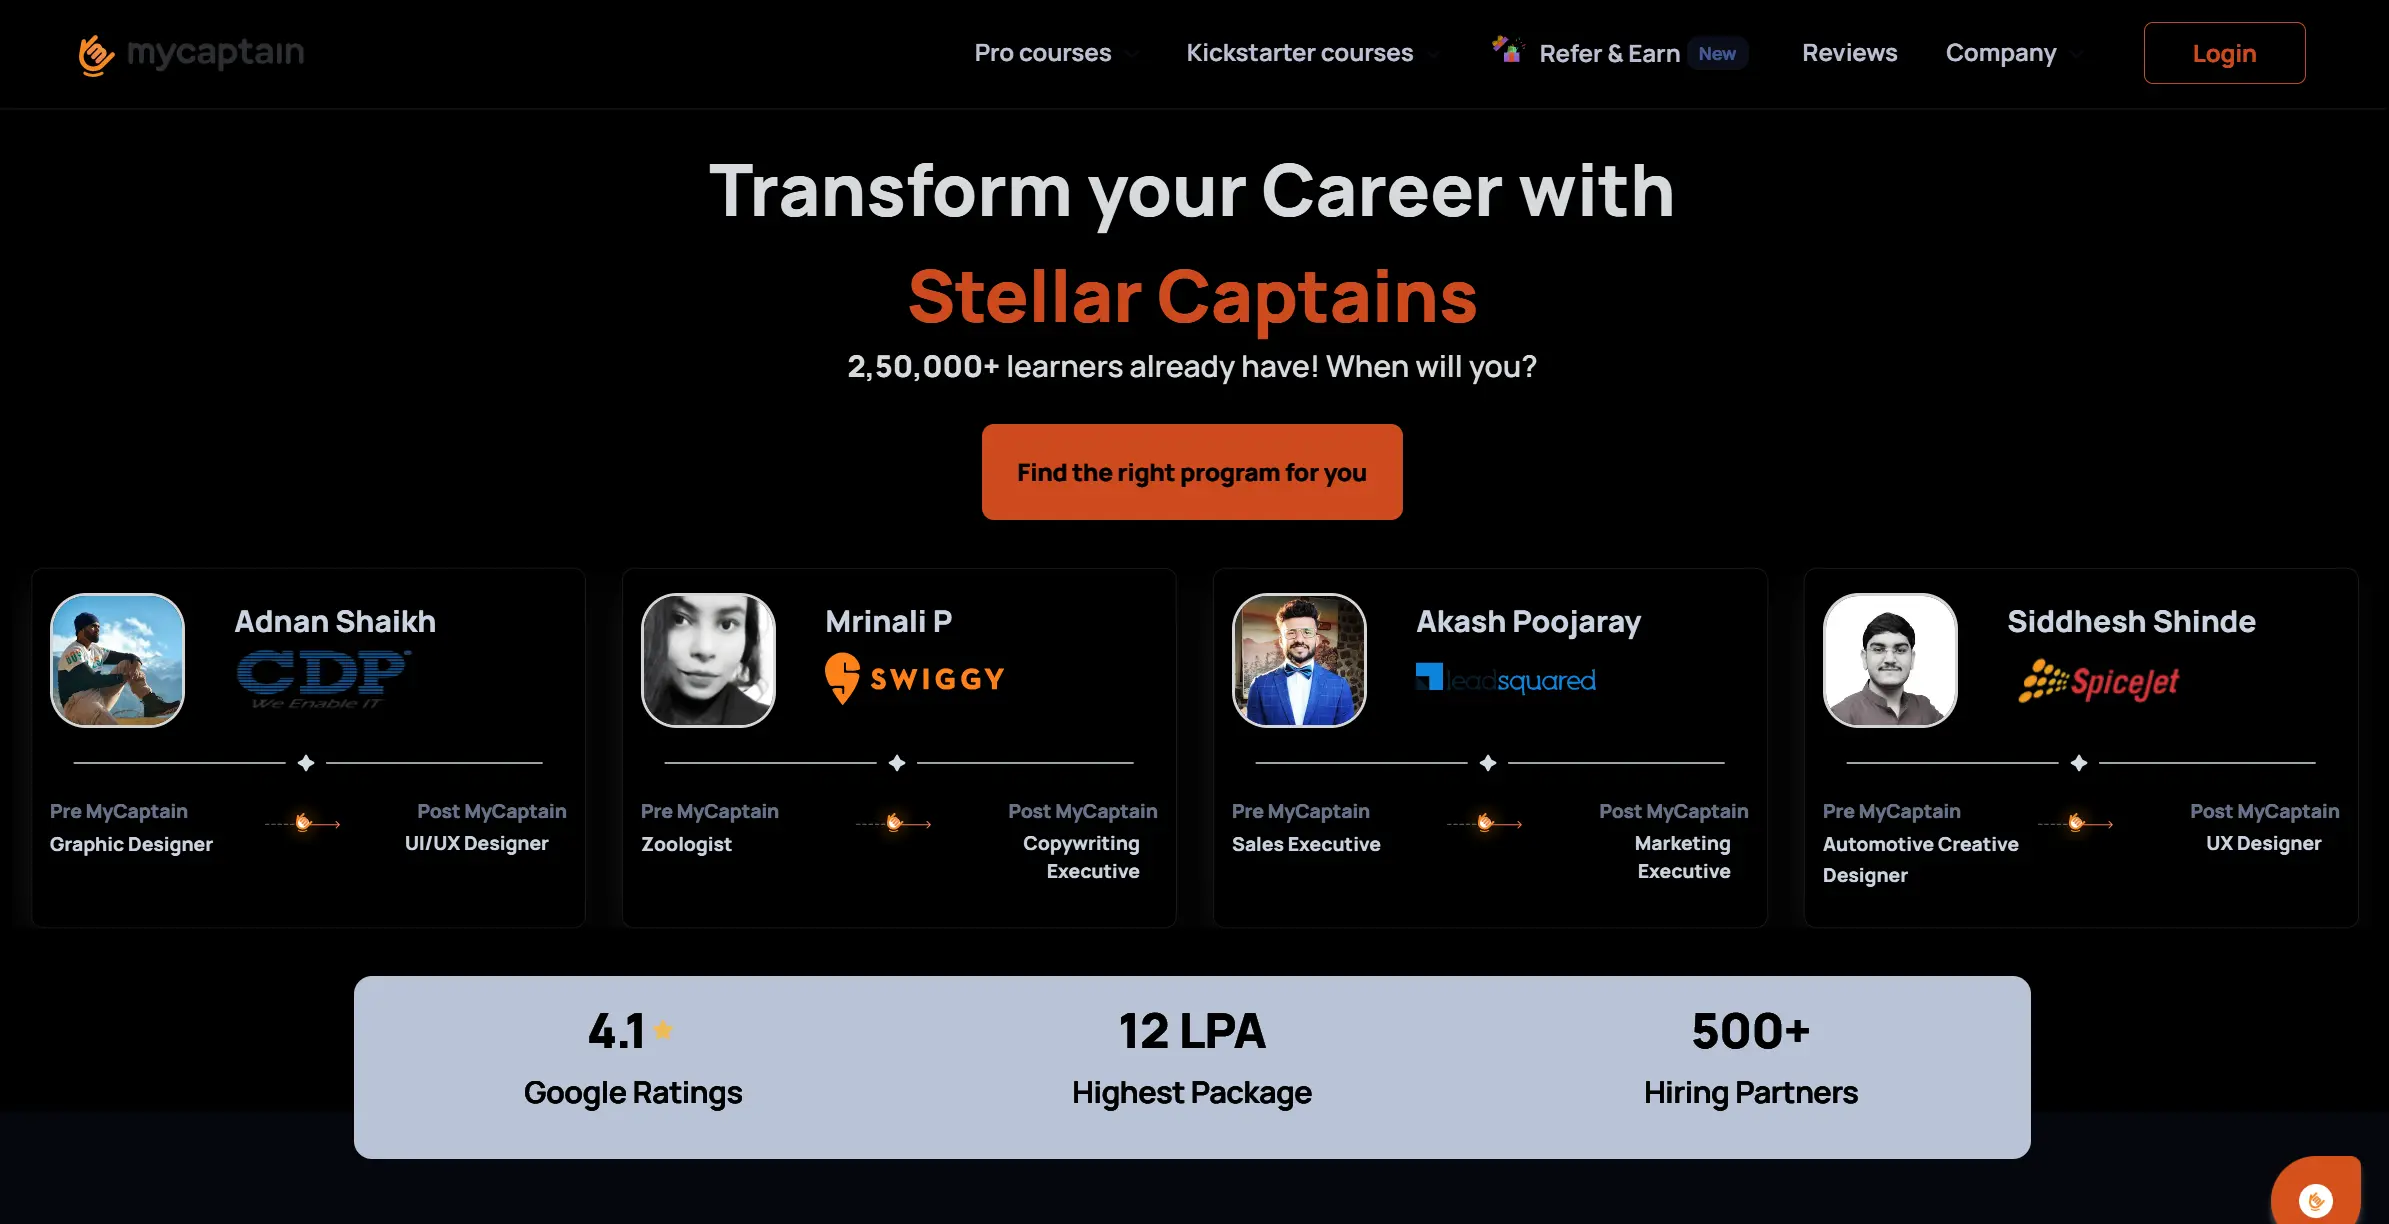 mycaptain
Pro courses
Kickstarter courses
Refer & Earn
New
Reviews
Company
Login
Transform your Career with
Stellar Captains
2,50,000+ learners already have! When will you?
Find the right program for you
Adnan Shaikh
CDP
We Enable IT
Pre MyCaptain
Graphic Designer
Post MyCaptain
UI/UX Designer
Mrinali P
SWIGGY
Pre MyCaptain
Zoologist
Post MyCaptain
Copywriting
Executive
Akash Poojaray
leadsquared
Pre MyCaptain
Sales Executive
Post MyCaptain
Marketing
Executive
Siddhesh Shinde
SpiceJet
Pre MyCaptain
Automotive Creative
Designer
Post MyCaptain
UX Designer
4.1
Google Ratings
12 LPA
Highest Package
500+
Hiring Partners